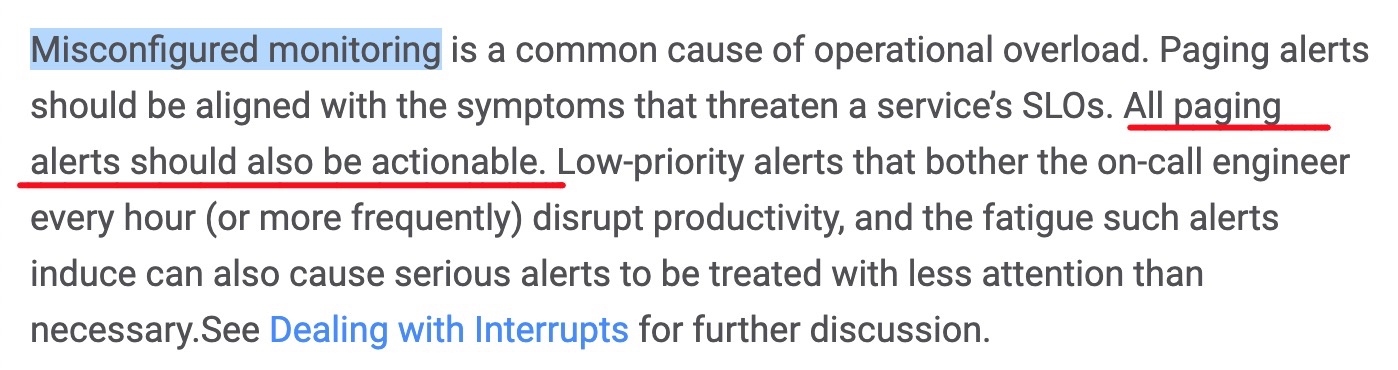 Misconfigured monitoring is a common cause of operational overload. Paging alerts
should be aligned with the symptoms that threaten a service’s SLOs. All paging
alerts should also be actionable. Low-priority alerts that bother the on-call engineer
every hour (or more frequently) disrupt productivity, and the fatigue such alerts
induce can also cause serious alerts to be treated with less attention than
necessary.See Dealing with Interrupts for further discussion.